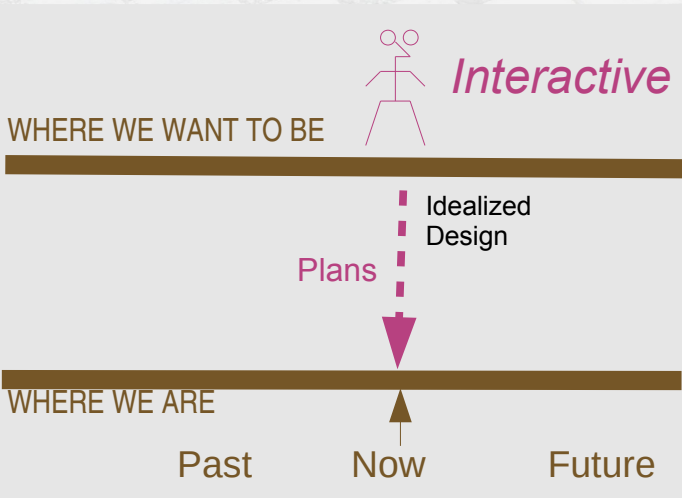 Interactive
WHERE WE WANT TO BE
Idealized
Design
Plans
WHERE WE ARE
Past Now Future